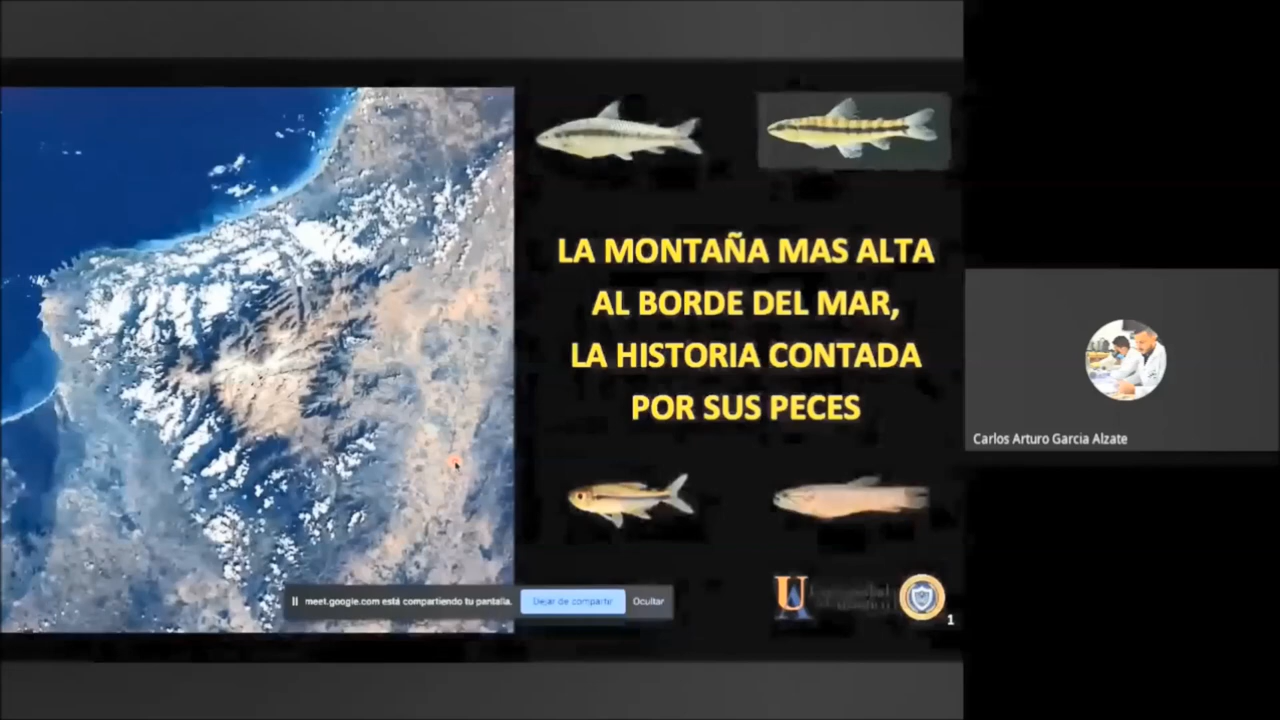 LA MONTAÑA MAS ALTA
AL BORDE DEL MAR,
LA HISTORIA CONTADA
POR SUS PECES
Carlos Arturo Garcia Alzate
meet.google.com está compartiendo tu pantalla.
Dejar de compartir
Ocultar
1